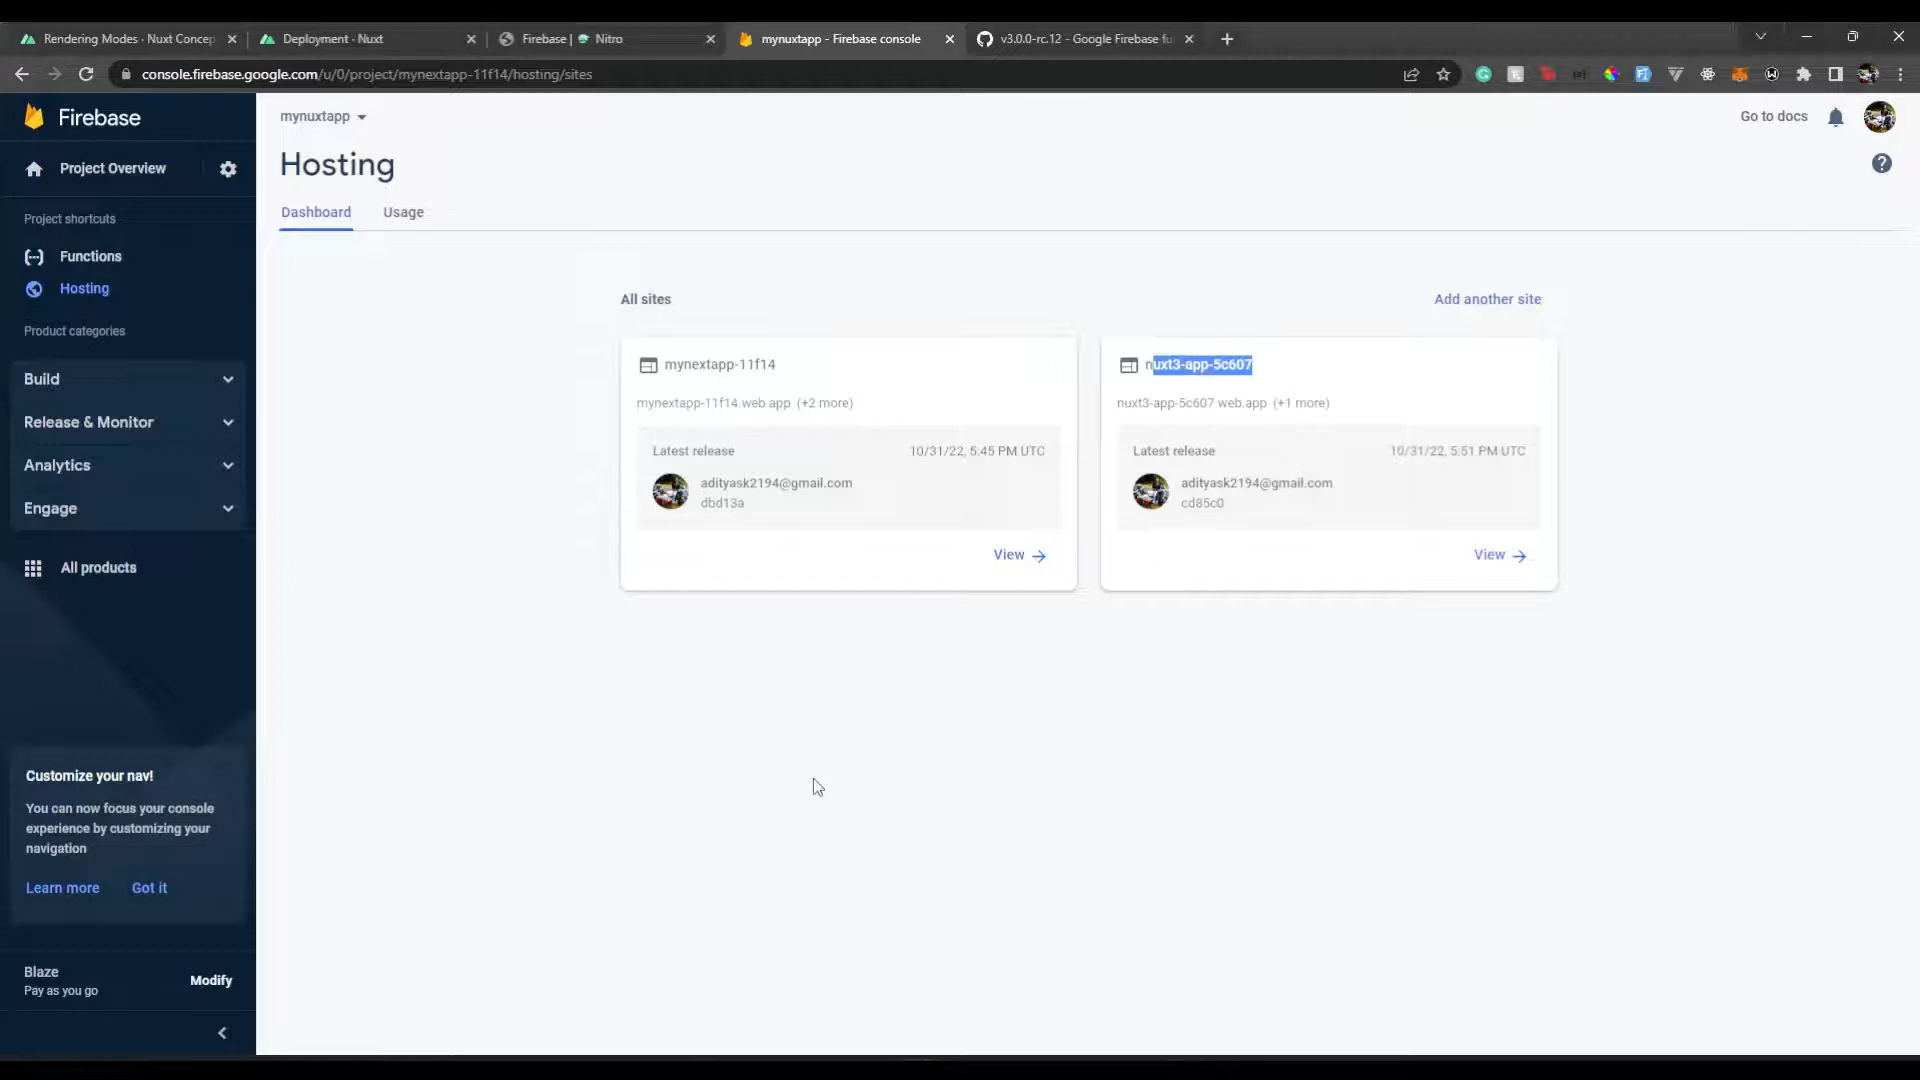 Rendering Modes · Nuxt Concep
Deployment · Nuxt
Firebase | Nitro
mynuxtapp - Firebase console
v3.0.0-rc.12 - Google Firebase fu
console.firebase.google.com/u/0/project/mynextapp-11f14/hosting/sites
Firebase
mynuxtapp
Go to docs
Project Overview
Hosting
Dashboard
Usage
Project shortcuts
Functions
Hosting
Product categories
Build
Release & Monitor
Analytics
Engage
All products
All sites
Add another site
mynextapp-11f14
mynextapp-11f14.web.app (+2 more)
Latest release
10/31/22, 5:45 PM UTC
adityask2194@gmail.com
dbd13a
View
nuxt3-app-5c607
nuxt3-app-5c607.web.app (+1 more)
Latest release
10/31/22, 5:51 PM UTC
adityask2194@gmail.com
cd85c0
View
Customize your nav!
You can now focus your console
experience by customizing your
navigation
Learn more
Got it
Blaze
Pay as you go
Modify